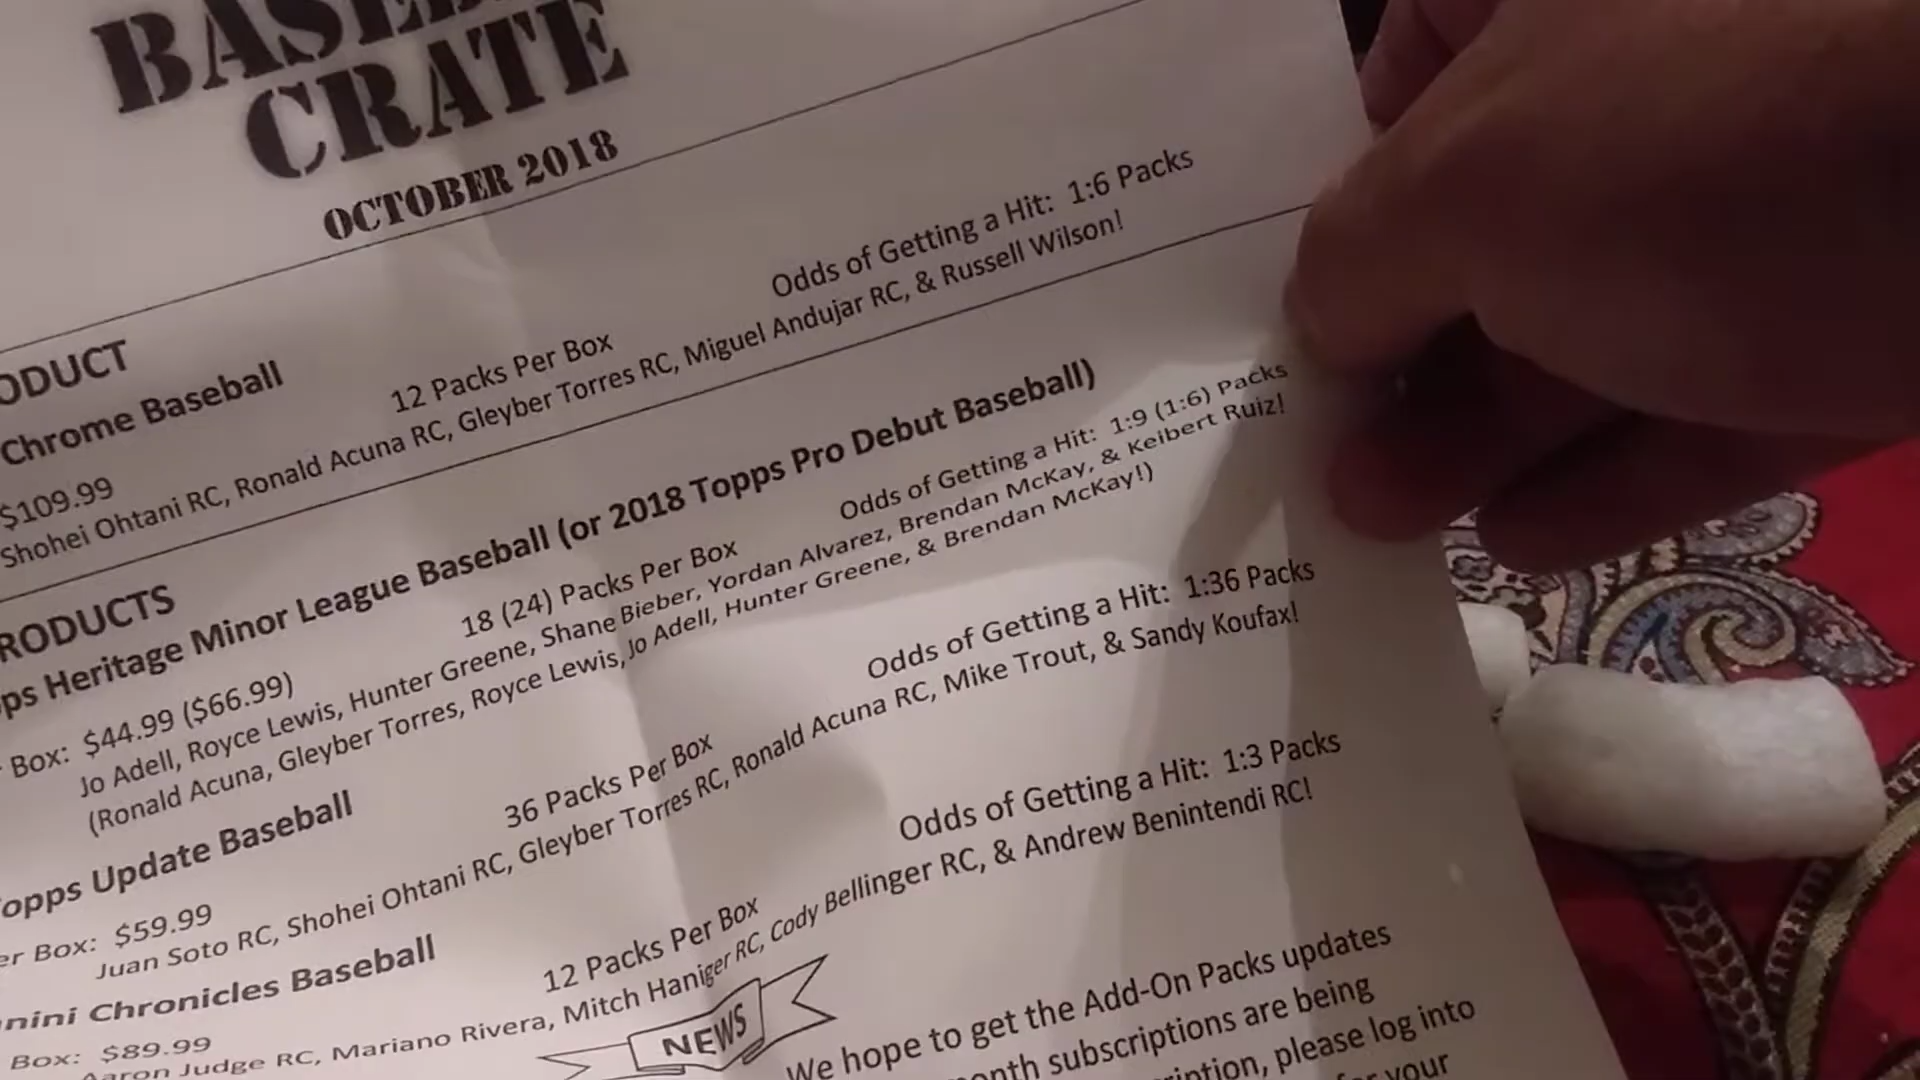 BASEB
CRATE
OCTOBER 2018
ODUCT
Chrome Baseball
$109.99
12 Packs Per Box
Odds of Getting a Hit: 1:6 Packs
Shohei Ohtani RC, Ronald Acuna RC, Gleyber Torres RC, Miguel Andujar RC, & Russell Wilson!
RODUCTS
ps Heritage Minor League Baseball (or 2018 Topps Pro Debut Baseball)
Box: $44.99 ($66.99)
18 (24) Packs Per Box
Odds of Getting a Hit: 1:9 (1:6) Packs
Jo Adell, Royce Lewis, Hunter Greene, Shane Bieber, Yordan Alvarez, Brendan McKay, & Keibert Ruiz!
(Ronald Acuna, Gleyber Torres, Royce Lewis, Jo Adell, Hunter Greene, & Brendan McKay!)
opps Update Baseball
er Box: $59.99
36 Packs Per Box
Odds of Getting a Hit: 1:36 Packs
Juan Soto RC, Shohei Ohtani RC, Gleyber Torres RC, Ronald Acuna RC, Mike Trout, & Sandy Koufax!
nini Chronicles Baseball
Box: $89.99
12 Packs Per Box
Odds of Getting a Hit: 1:3 Packs
Aaron Judge RC, Mariano Rivera, Mitch Haniger RC, Cody Bellinger RC, & Andrew Benintendi RC!
NEWS
We hope to get the Add-On Packs updates
onth subscriptions are being
ription, please log into
for your